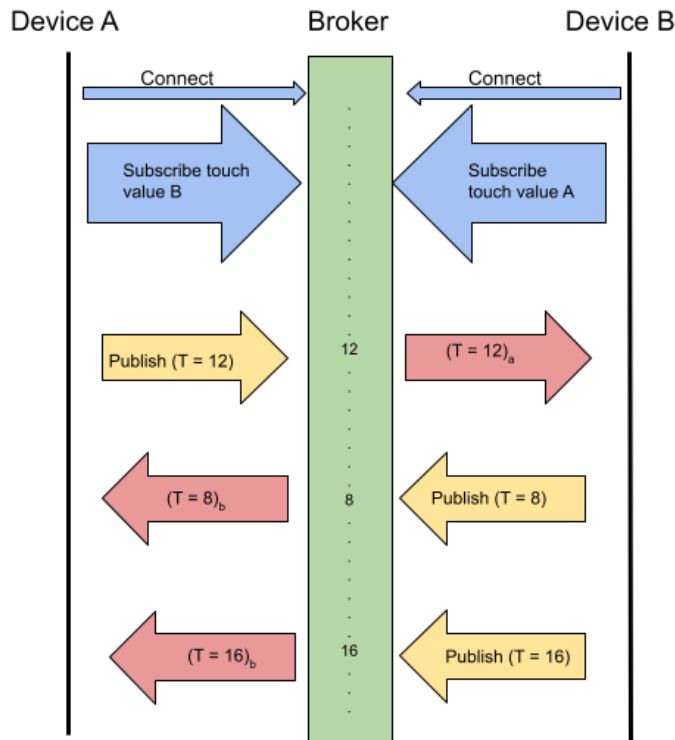 Device A
Broker
Device B
Connect
Connect
Subscribe touch
value B
Subscribe
touch value A
Publish (T = 12)
12
(T = 12)a
(T = 8)b
8
Publish (T = 8)
(T = 16)b
16
Publish (T = 16)